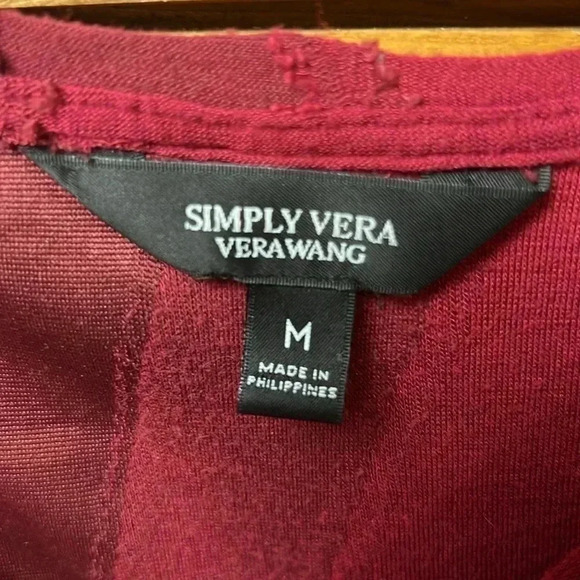 SIMPLY VERA
VERAWANG
M
MADE IN
PHILIPPINES